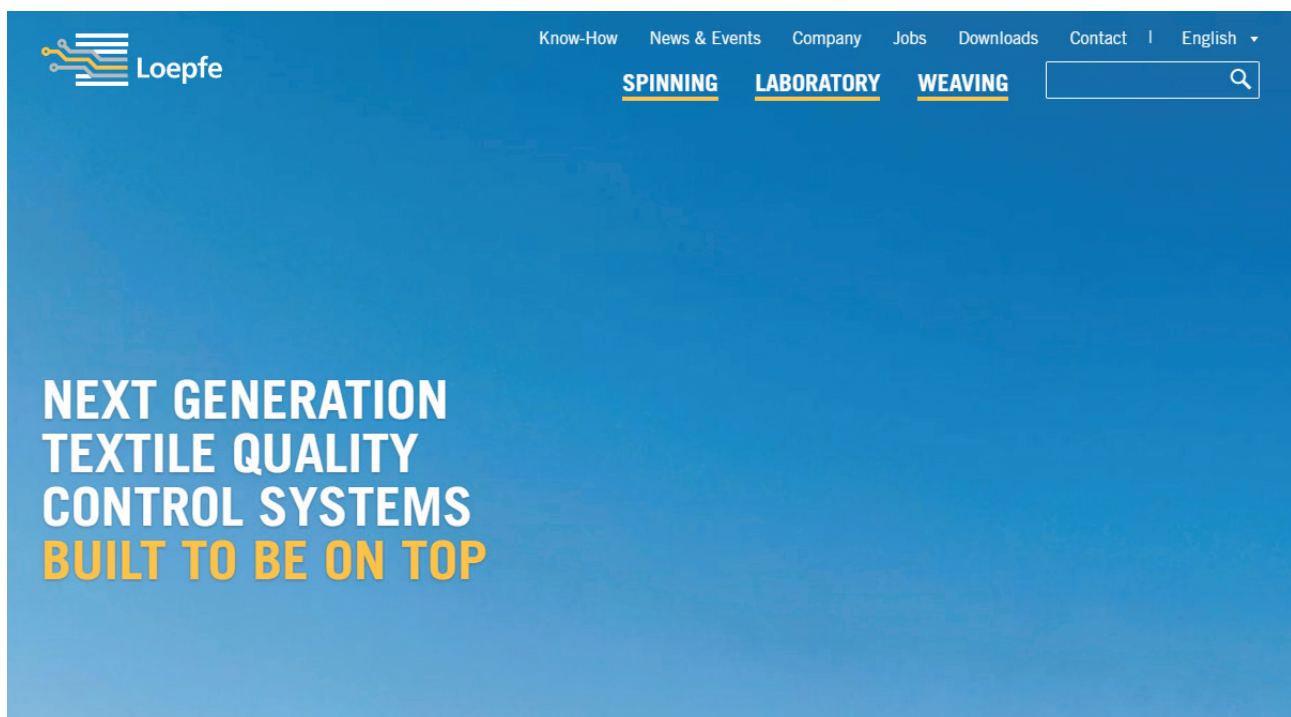 Loepfe
Know-How News & Events Company Jobs Downloads Contact | English
SPINNING LABORATORY WEAVING
NEXT GENERATION
TEXTILE QUALITY
CONTROL SYSTEMS
BUILT TO BE ON TOP